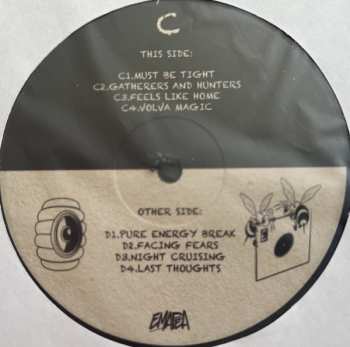 C
THIS SIDE:
C1.MUST BE TIGHT
C2.GATHERERS AND HUNTERS
C3.FEELS LIKE HOME
C4.VOLVA MAGIC
OTHER SIDE:
D1.PURE ENERGY BREAK
D2.FACING FEARS
D3.NIGHT CRUISING
D4.LAST THOUGHTS